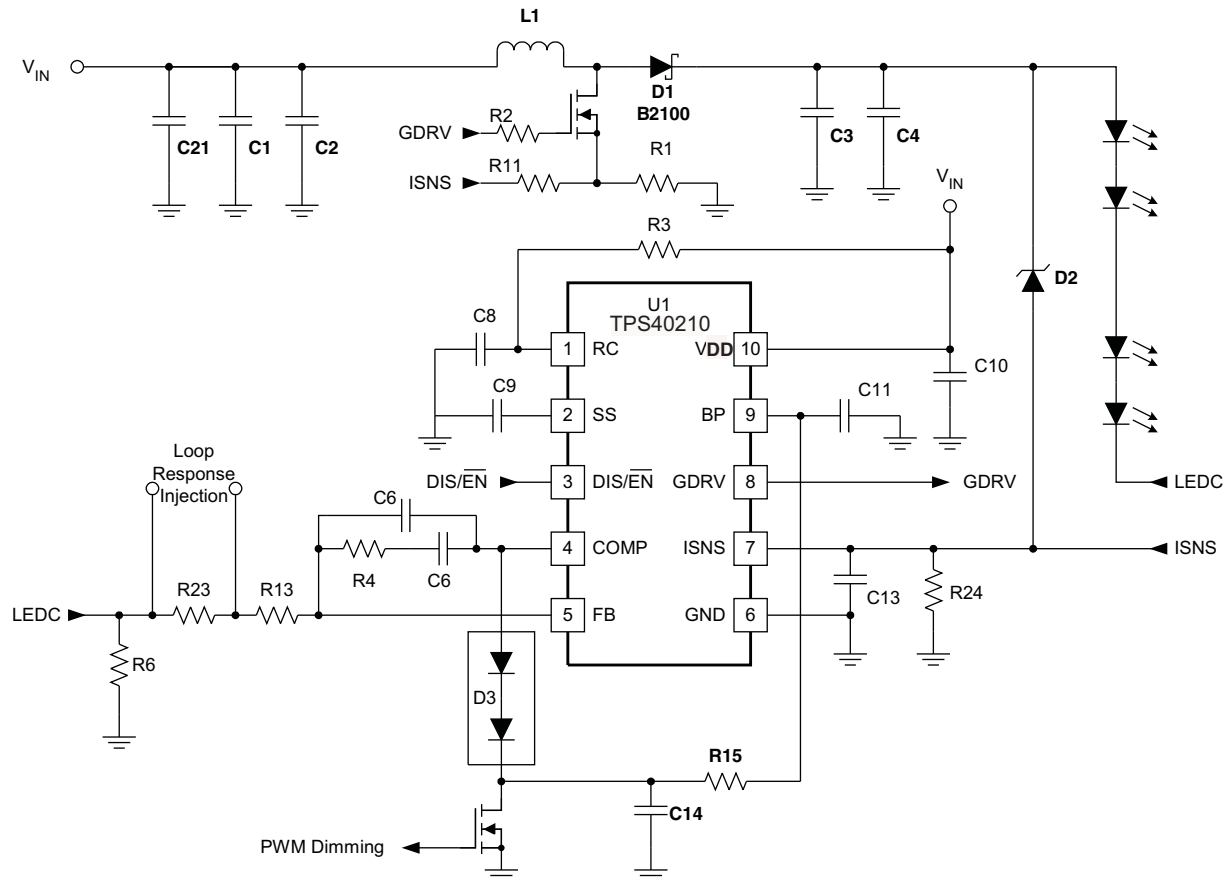 L1
VIN
D1
B2100
C21
C1
C2
GDRV
R2
R1
ISNS
R11
C3
C4
VIN
R3
D2
U1
TPS40210
C8
1
RC
VDD
10
C10
C9
C11
2
SS
BP
9
Loop
Response
Injection
DIS/EN
3
DIS/EN
GDRV
8
GDRV
LEDC
C6
4
COMP
ISNS
7
ISNS
R4
C6
C13
R24
R23
R13
LEDC
5
FB
GND
6
R6
D3
R15
C14
PWM Dimming